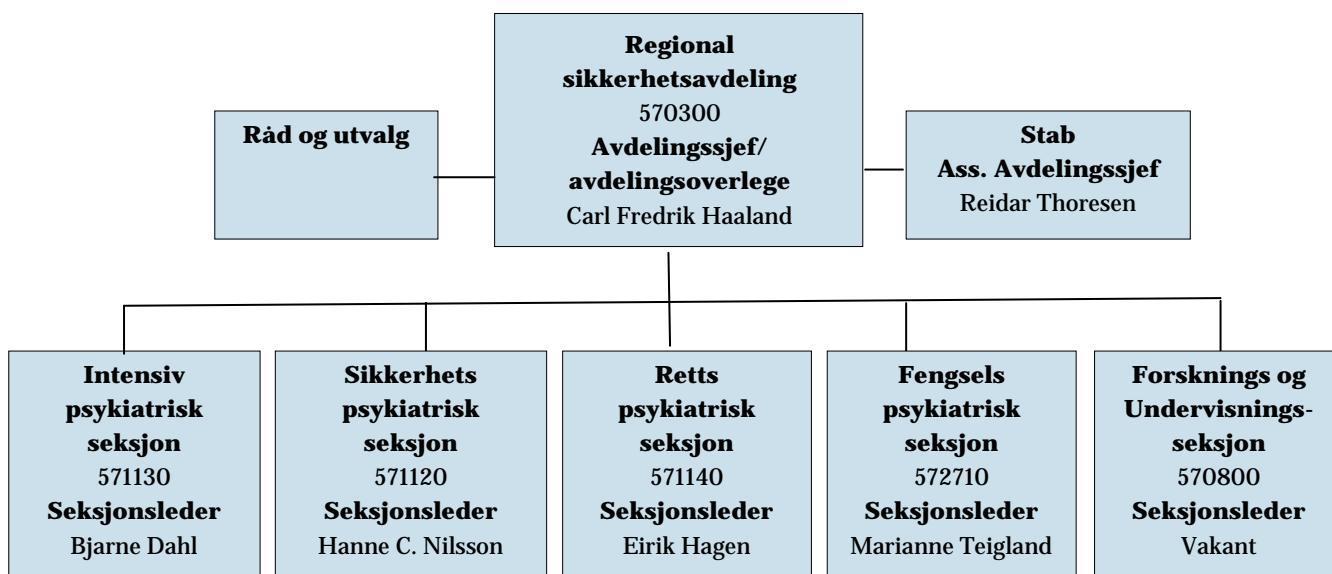 Regional
sikkerhetsavdeling
570300
Avdelingssjef/
avdelingsoverlege
Carl Fredrik Haaland
Råd og utvalg
Stab
Ass. Avdelingssjef
Reidar Thoresen
Intensiv
psykiatrisk
seksjon
571130
Seksjonsleder
Bjarne Dahl
Sikkerhets
psykiatrisk
seksjon
571120
Seksjonsleder
Hanne C. Nilsson
Retts
psykiatrisk
seksjon
571140
Seksjonsleder
Eirik Hagen
Fengsels
psykiatrisk
seksjon
572710
Seksjonsleder
Marianne Teigland
Forsknings og
Undervisnings-
seksjon
570800
Seksjonsleder
Vakant